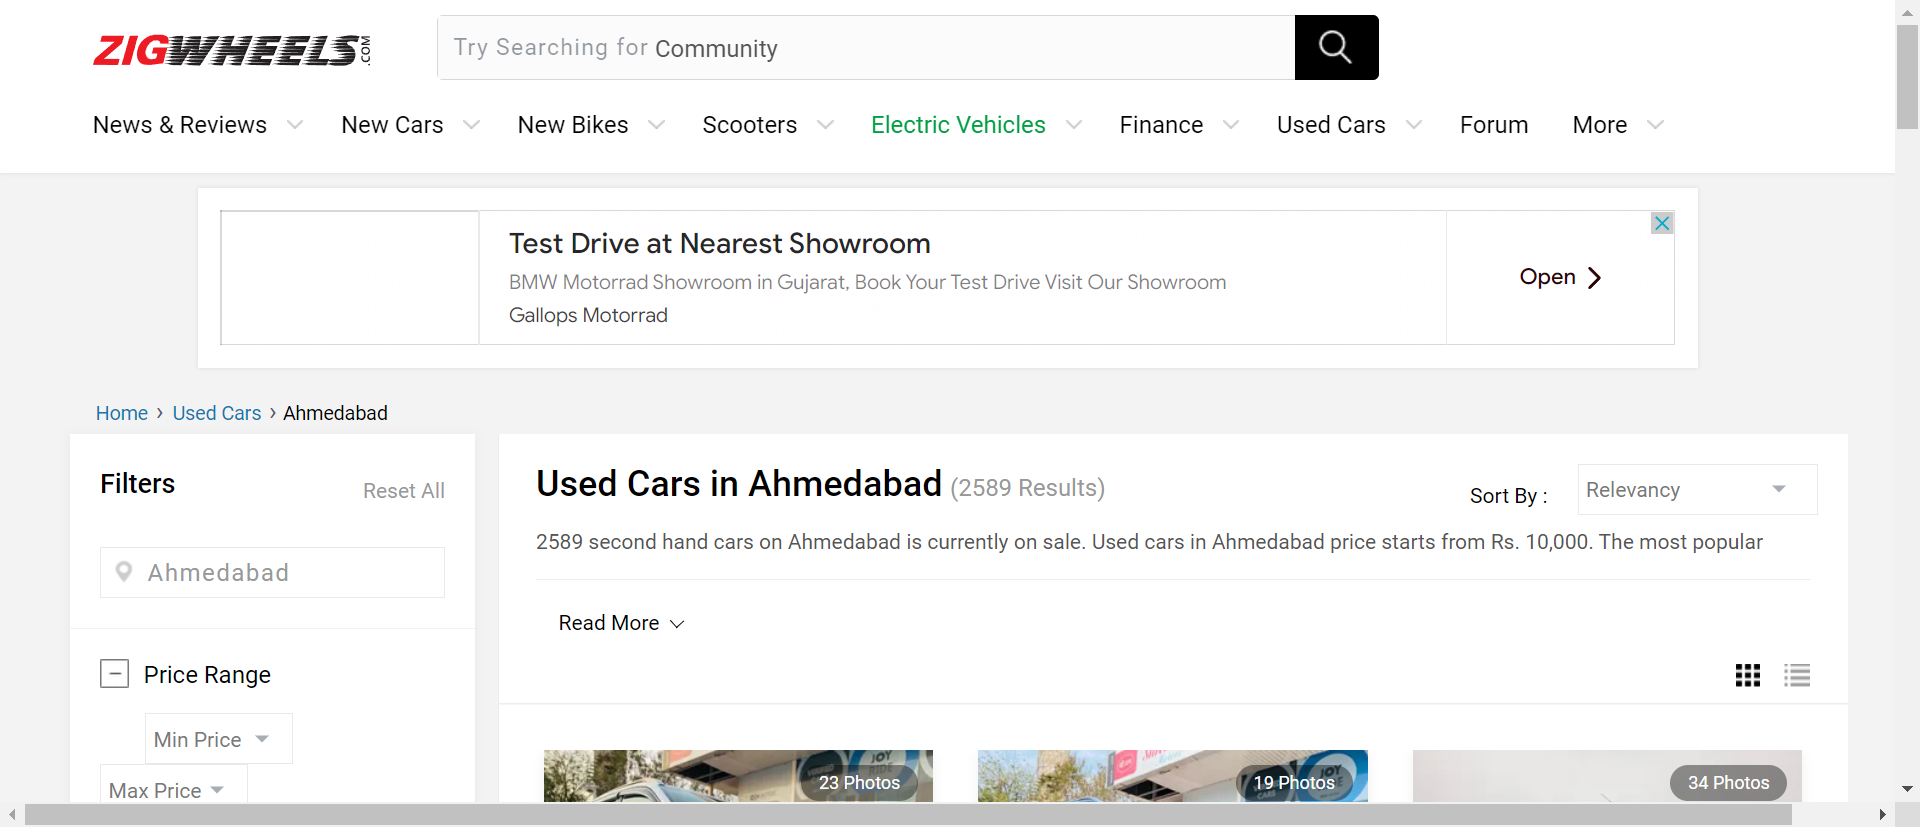 ZIGWHEELS.COM
Try Searching for Community
News & Reviews New Cars New Bikes Scooters Electric Vehicles Finance Used Cars Forum More
Test Drive at Nearest Showroom
BMW Motorrad Showroom in Gujarat, Book Your Test Drive Visit Our Showroom
Gallops Motorrad
Open
Home › Used Cars › Ahmedabad
Filters
Reset All
Ahmedabad
Price Range
Min Price
Max Price
Used Cars in Ahmedabad (2589 Results)
Sort By :
Relevancy
2589 second hand cars on Ahmedabad is currently on sale. Used cars in Ahmedabad price starts from Rs. 10,000. The most popular
Read More
JOY
23 Photos
JOY
19 Photos
34 Photos